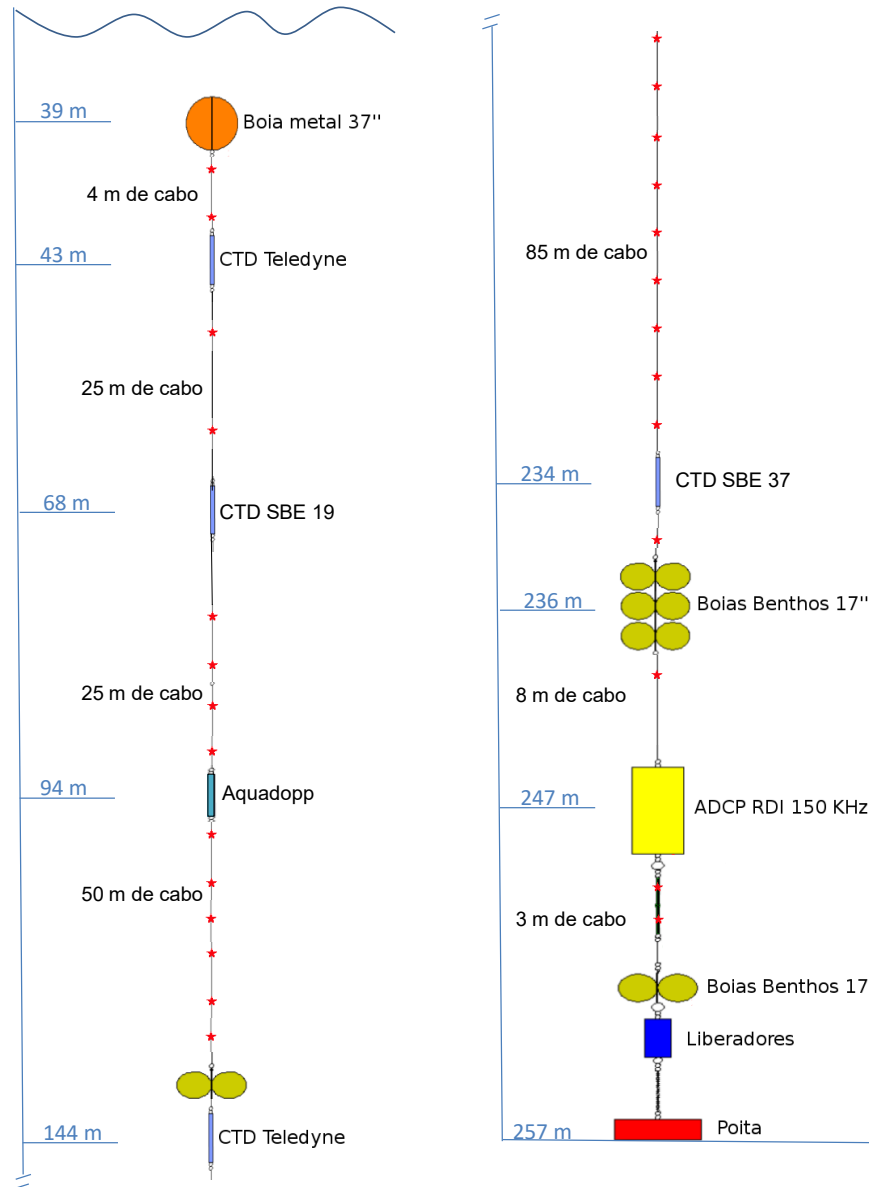 39 m
Boia metal 37''
4 m de cabo
43 m
CTD Teledyne
25 m de cabo
68 m
CTD SBE 19
25 m de cabo
94 m
Aquadopp
50 m de cabo
144 m
CTD Teledyne
85 m de cabo
234 m
CTD SBE 37
236 m
Boias Benthos 17''
8 m de cabo
247 m
ADCP RDI 150 KHz
3 m de cabo
Boias Benthos 17
Liberadores
257 m
Poita